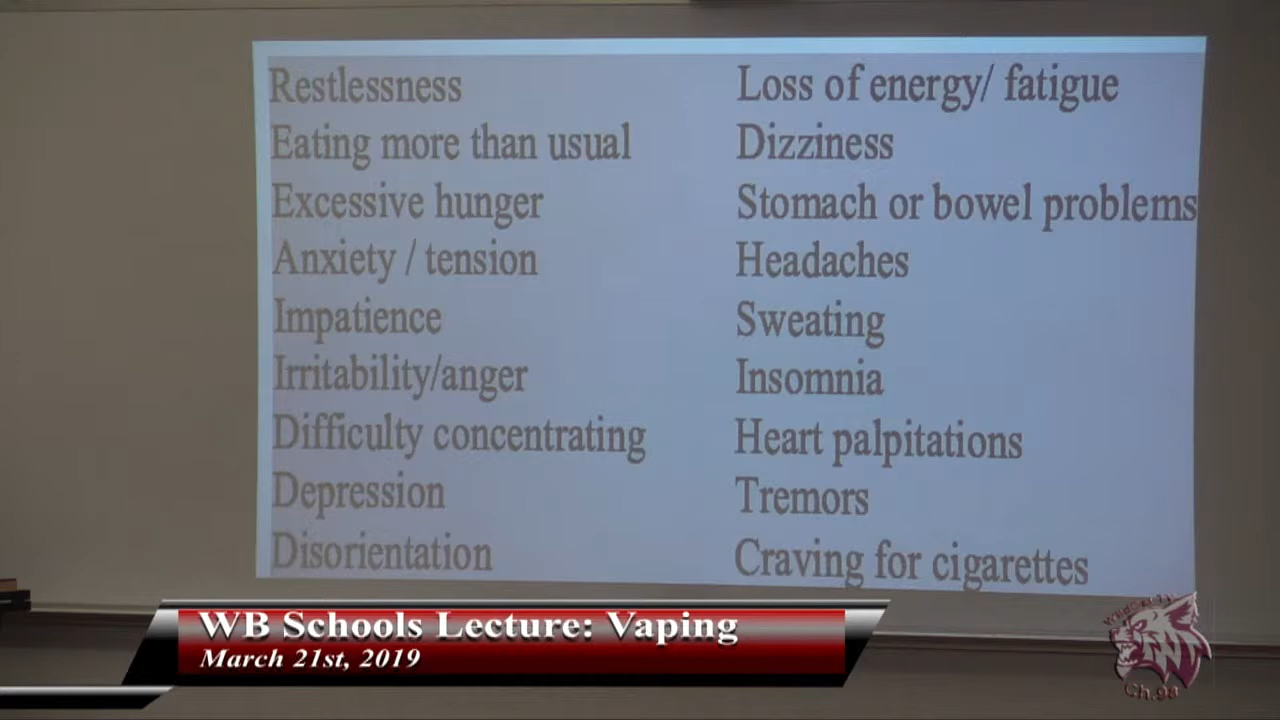 Restlessness
Eating more than usual
Excessive hunger
Anxiety / tension
Impatience
Irritability/anger
Difficulty concentrating
Depression
Disorientation
Loss of energy/ fatigue
Dizziness
Stomach or bowel problems
Headaches
Sweating
Insomnia
Heart palpitations
Tremors
Craving for cigarettes
WB Schools Lecture: Vaping
March 21st, 2019
Ch.98